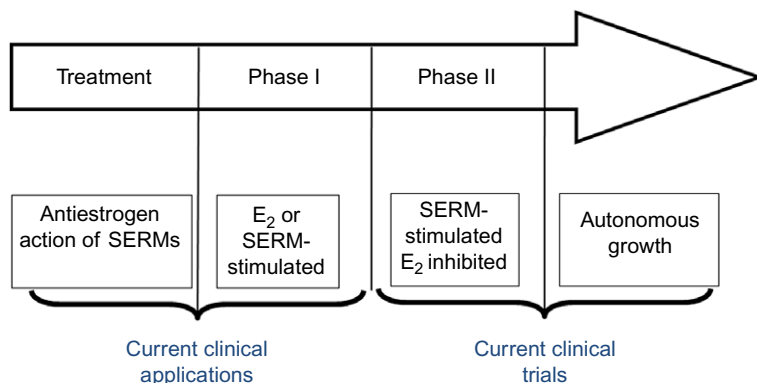 Treatment
Phase I
Phase II
Antiestrogen
action of SERMs
E₂ or
SERM-
stimulated
SERM-
stimulated
E₂ inhibited
Autonomous
growth
Current clinical
applications
Current clinical
trials